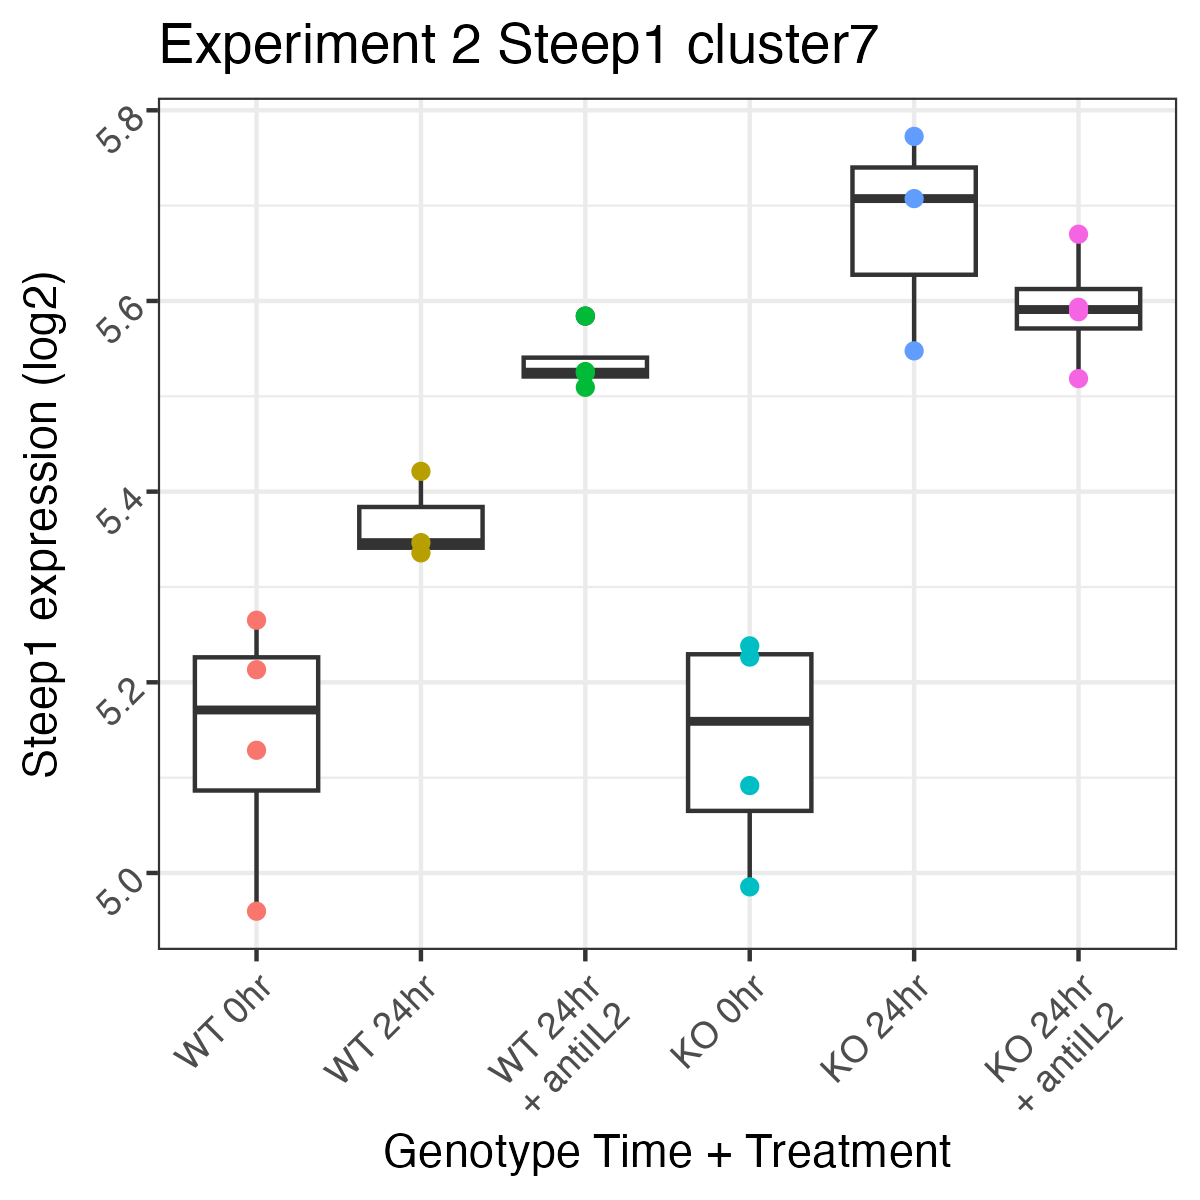 Experiment 2 Steep1 cluster7
Steep1 expression (log2)
5.8
5.6
5.4
5.2
5.0
WT 0hr
WT 24hr
WT 24hr
+ antiIL2
KO 0hr
KO 24hr
KO 24hr
+ antiIL2
Genotype Time + Treatment